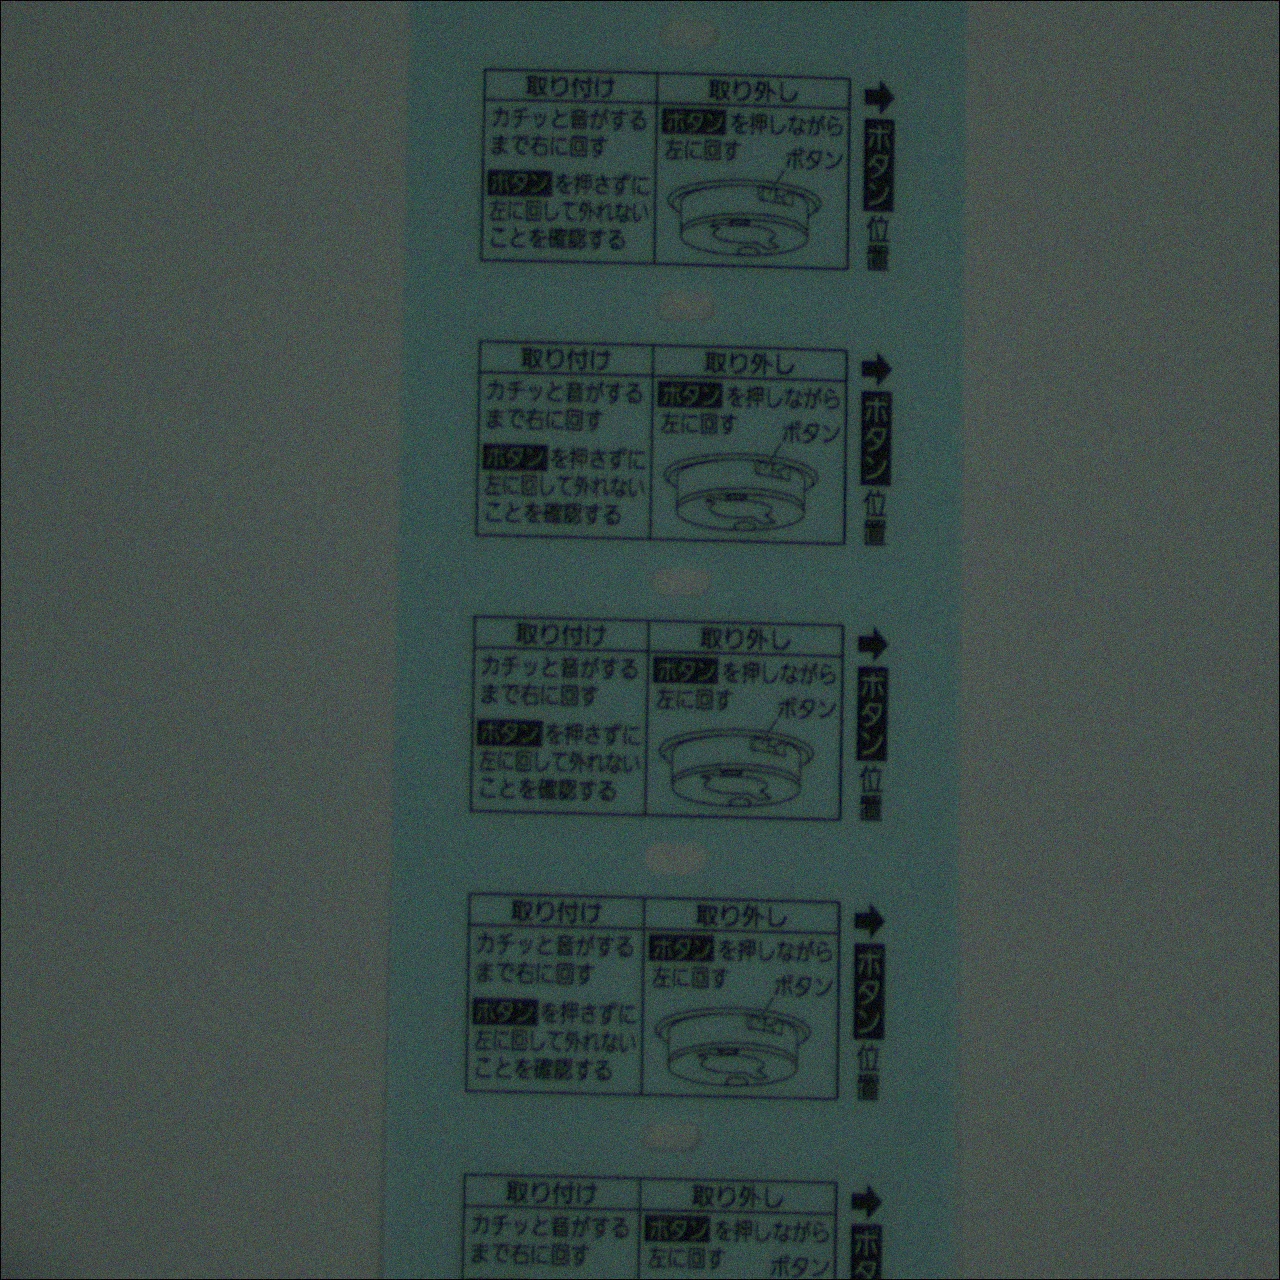 取り付け
カチッと音がする
まで右に回す
ボタンを押さずに
左に回して外れない
ことを確認する
取り外し
ボタンを押しながら
左に回す
ボタン
➡ボタン位置
取り付け
カチッと音がする
まで右に回す
ボタンを押さずに
左に回して外れない
ことを確認する
取り外し
ボタンを押しながら
左に回す
ボタン
➡ボタン位置
取り付け
カチッと音がする
まで右に回す
ボタンを押さずに
左に回して外れない
ことを確認する
取り外し
ボタンを押しながら
左に回す
ボタン
➡ボタン位置
取り付け
カチッと音がする
まで右に回す
ボタンを押さずに
左に回して外れない
ことを確認する
取り外し
ボタンを押しながら
左に回す
ボタン
➡ボタン位置
取り付け
カチッと音がする
まで右に回す
取り外し
ボタンを押しながら
左に回す
ボタン
➡ボタ